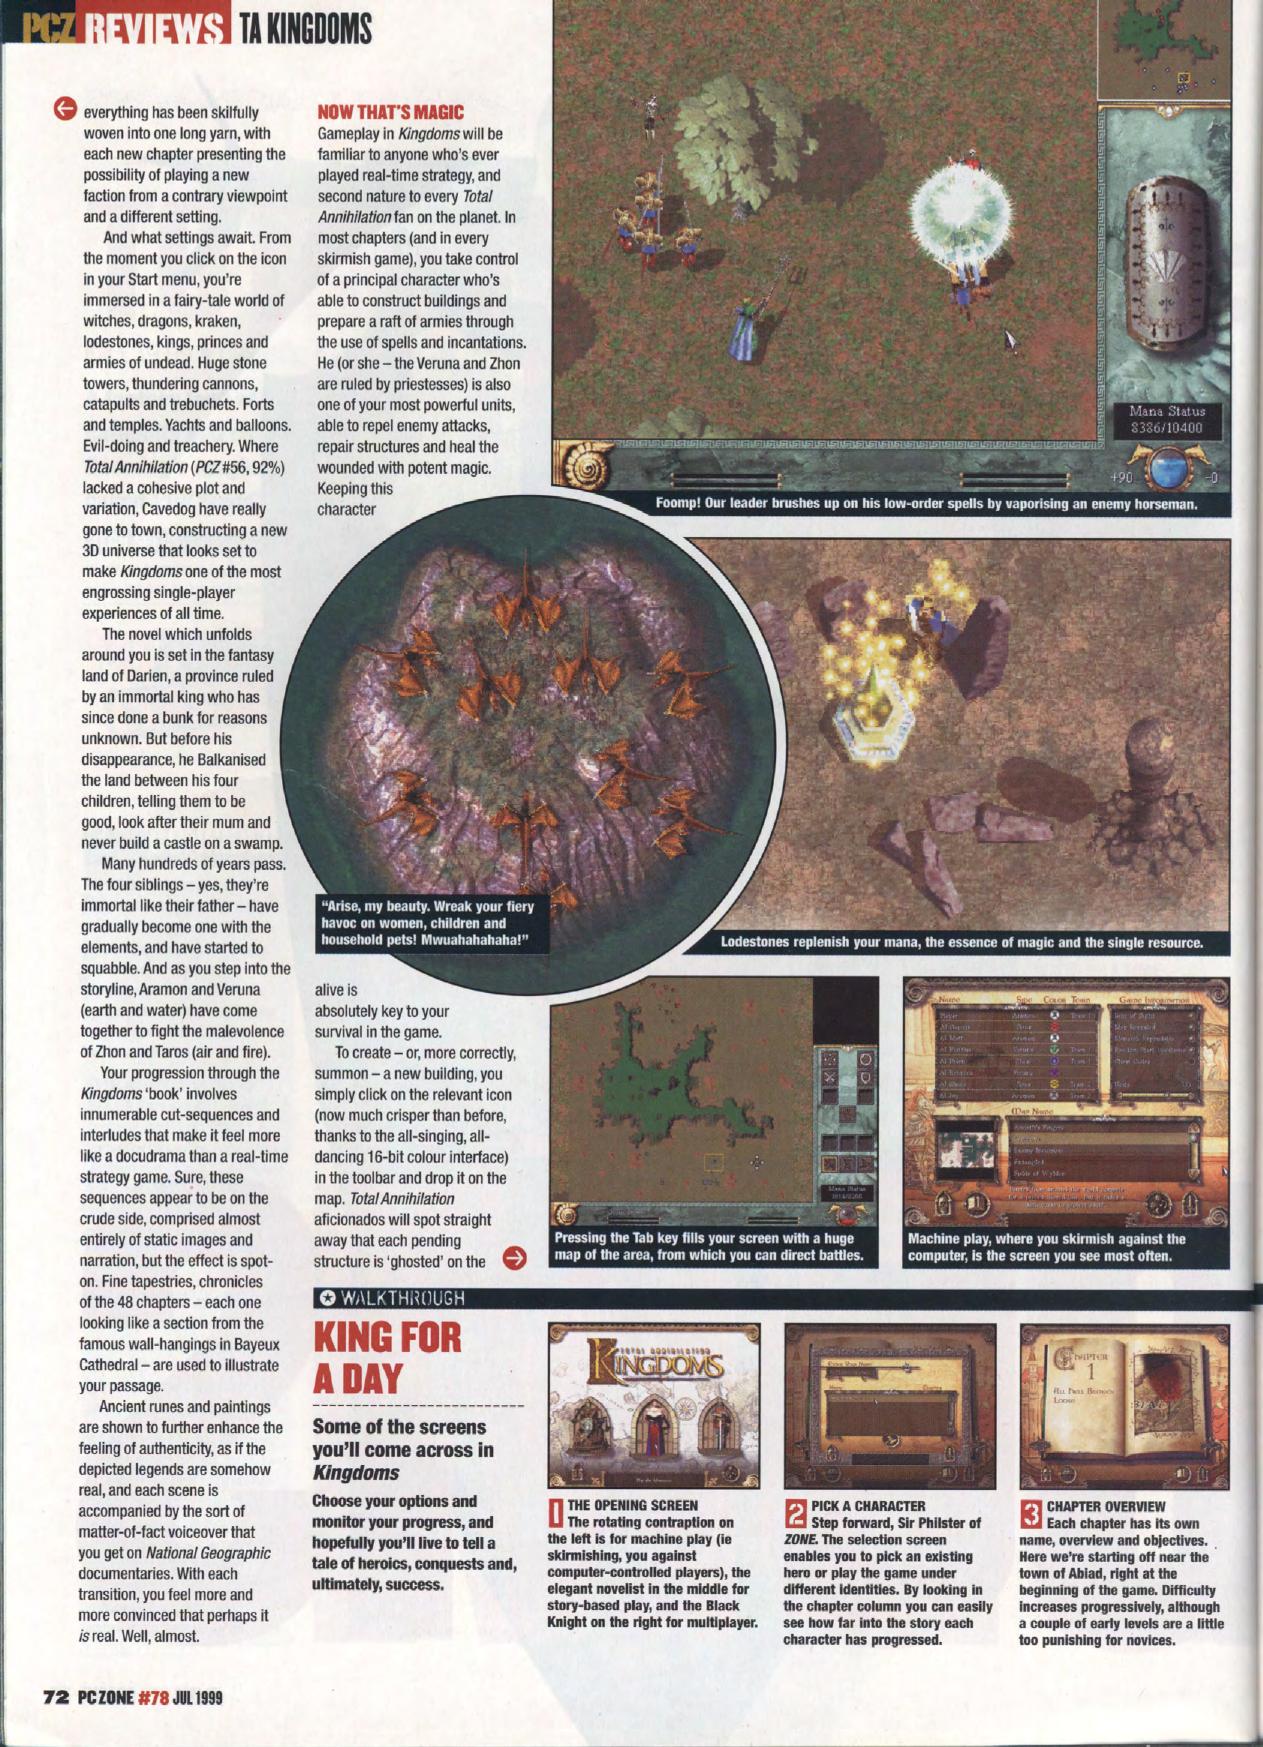 PCZ REVIEWS TA KINGDOMS
everything has been skilfully
woven into one long yarn, with
each new chapter presenting the
possibility of playing a new
faction from a contrary viewpoint
and a different setting.
And what settings await. From
the moment you click on the icon
in your Start menu, you're
immersed in a fairy-tale world of
witches, dragons, kraken,
lodestones, kings, princes and
armies of undead. Huge stone
towers, thundering cannons,
catapults and trebuchets. Forts
and temples. Yachts and balloons.
Evil-doing and treachery. Where
Total Annihilation (PCZ #56, 92%)
lacked a cohesive plot and
variation, Cavedog have really
gone to town, constructing a new
3D universe that looks set to
make Kingdoms one of the most
engrossing single-player
experiences of all time.
The novel which unfolds
around you is set in the fantasy
land of Darien, a province ruled
by an immortal king who has
since done a bunk for reasons
unknown. But before his
disappearance, he Balkanised
the land between his four
children, telling them to be
good, look after their mum and
never build a castle on a swamp.
Many hundreds of years pass.
The four siblings – yes, they're
immortal like their father – have
gradually become one with the
elements, and have started to
squabble. And as you step into the
storyline, Aramon and Veruna
(earth and water) have come
together to fight the malevolence
of Zhon and Taros (air and fire).
Your progression through the
Kingdoms 'book' involves
innumerable cut-sequences and
interludes that make it feel more
like a docudrama than a real-time
strategy game. Sure, these
sequences appear to be on the
crude side, comprised almost
entirely of static images and
narration, but the effect is spot-
on. Fine tapestries, chronicles
of the 48 chapters – each one
looking like a section from the
famous wall-hangings in Bayeux
Cathedral – are used to illustrate
your passage.
Ancient runes and paintings
are shown to further enhance the
feeling of authenticity, as if the
depicted legends are somehow
real, and each scene is
accompanied by the sort of
matter-of-fact voiceover that
you get on National Geographic
documentaries. With each
transition, you feel more and
more convinced that perhaps it
is real. Well, almost.
NOW THAT'S MAGIC
Gameplay in Kingdoms will be
familiar to anyone who's ever
played real-time strategy, and
second nature to every Total
Annihilation fan on the planet. In
most chapters (and in every
skirmish game), you take control
of a principal character who's
able to construct buildings and
prepare a raft of armies through
the use of spells and incantations.
He (or she – the Veruna and Zhon
are ruled by priestesses) is also
one of your most powerful units,
able to repel enemy attacks,
repair structures and heal the
wounded with potent magic.
Keeping this
character
alive is
absolutely key to your
survival in the game.
To create – or, more correctly,
summon – a new building, you
simply click on the relevant icon
(now much crisper than before,
thanks to the all-singing, all-
dancing 16-bit colour interface)
in the toolbar and drop it on the
map. Total Annihilation
aficionados will spot straight
away that each pending
structure is 'ghosted' on the
Mana Status
8386/10400
+90
-0
Foomp! Our leader brushes up on his low-order spells by vaporising an enemy horseman.
"Arise, my beauty. Wreak your fiery
havoc on women, children and
household pets! Mwuahahahaha!"
Lodestones replenish your mana, the essence of magic and the single resource.
Mana Status
Pressing the Tab key fills your screen with a huge
map of the area, from which you can direct battles.
Name Side Color Team Game Information
Map Name
Machine play, where you skirmish against the
computer, is the screen you see most often.
WALKTHROUGH
KING FOR
A DAY
Some of the screens
you'll come across in
Kingdoms
Choose your options and
monitor your progress, and
hopefully you'll live to tell a
tale of heroics, conquests and,
ultimately, success.
TOTAL ANNIHILATION
KINGDOMS
1 THE OPENING SCREEN
The rotating contraption on
the left is for machine play (ie
skirmishing, you against
computer-controlled players), the
elegant novelist in the middle for
story-based play, and the Black
Knight on the right for multiplayer.
2 PICK A CHARACTER
Step forward, Sir Philster of
ZONE. The selection screen
enables you to pick an existing
hero or play the game under
different identities. By looking in
the chapter column you can easily
see how far into the story each
character has progressed.
CHAPTER
1
ALL HELL BREAKS
LOOSE
3 CHAPTER OVERVIEW
Each chapter has its own
name, overview and objectives.
Here we're starting off near the
town of Abiad, right at the
beginning of the game. Difficulty
increases progressively, although
a couple of early levels are a little
too punishing for novices.
72 PC ZONE #78 JUL 1999